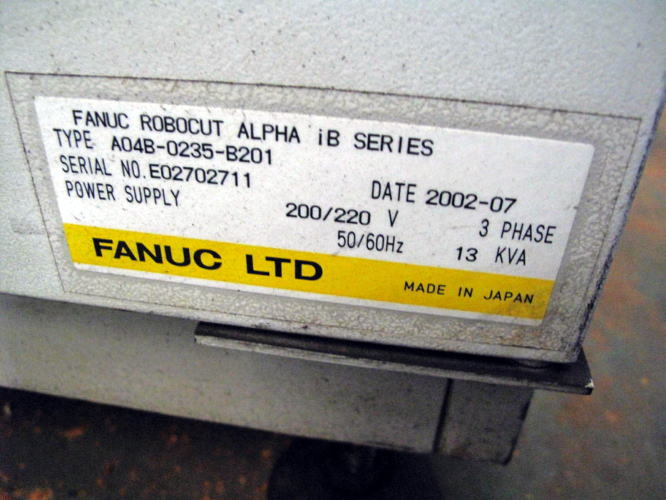 FANUC ROBOCUT ALPHA iB SERIES
TYPE A04B-0235-B201
SERIAL NO.E02702711 DATE 2002-07
POWER SUPPLY 200/220 V 3 PHASE
50/60Hz 13 KVA
FANUC LTD MADE IN JAPAN